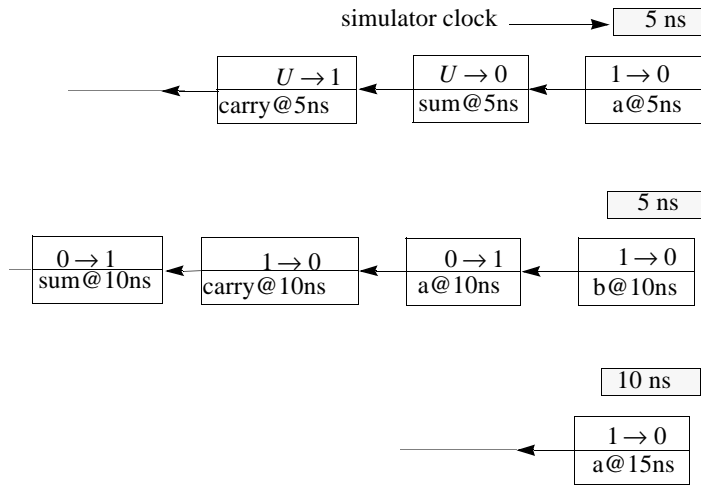 simulator clock 5 ns
U → 1 U → 0 1 → 0
carry@5ns sum@5ns a@5ns
5 ns
0 → 1 1 → 0 0 → 1 1 → 0
sum@10ns carry@10ns a@10ns b@10ns
10 ns
1 → 0
a@15ns